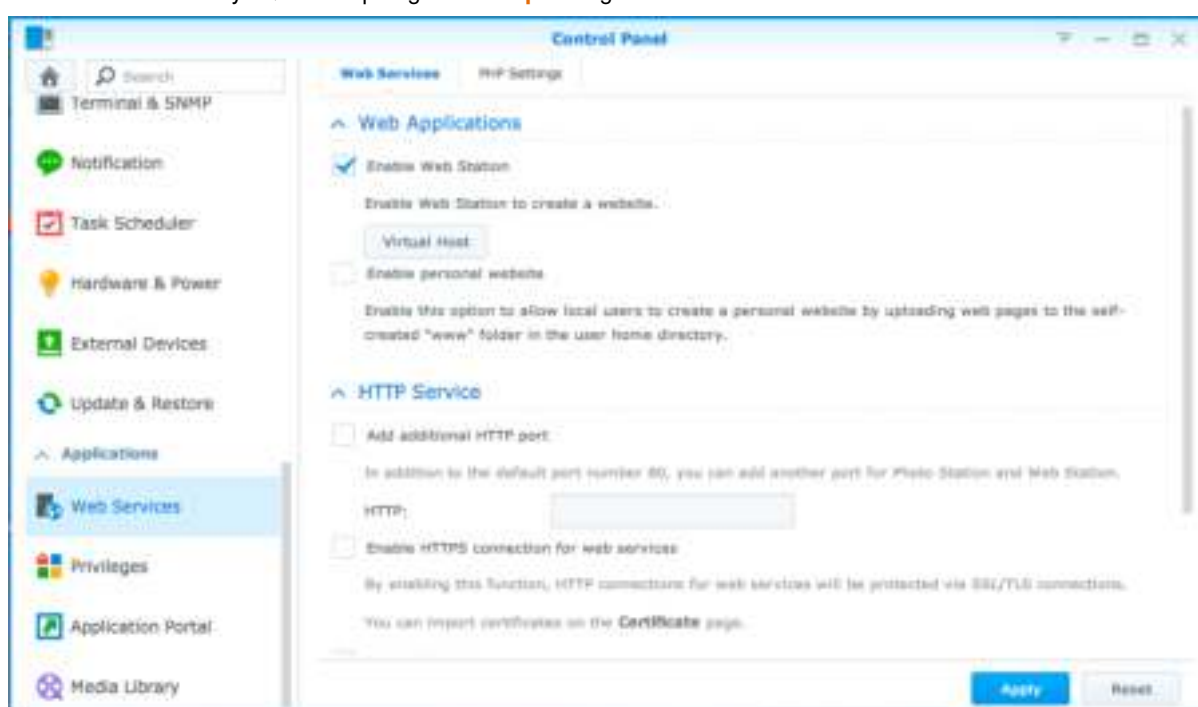 Control Panel
Search
Terminal & SNMP
Notification
Task Scheduler
Hardware & Power
External Devices
Update & Restore
Applications
Web Services
Privileges
Application Portal
Media Library
Web Services PHP Settings
Web Applications
Enable Web Station
Enable Web Station to create a website.
Virtual Host
Enable personal website
Enable this option to allow local users to create a personal website by uploading web pages to the self-
created "www" folder in the user home directory.
HTTP Service
Add additional HTTP port
In addition to the default port number 80, you can add another port for Photo Station and Web Station.
HTTP:
Enable HTTPS connection for web services
By enabling this function, HTTP connections for web services will be protected via SSL/TLS connections.
You can import certificates on the Certificate page.
Apply Reset